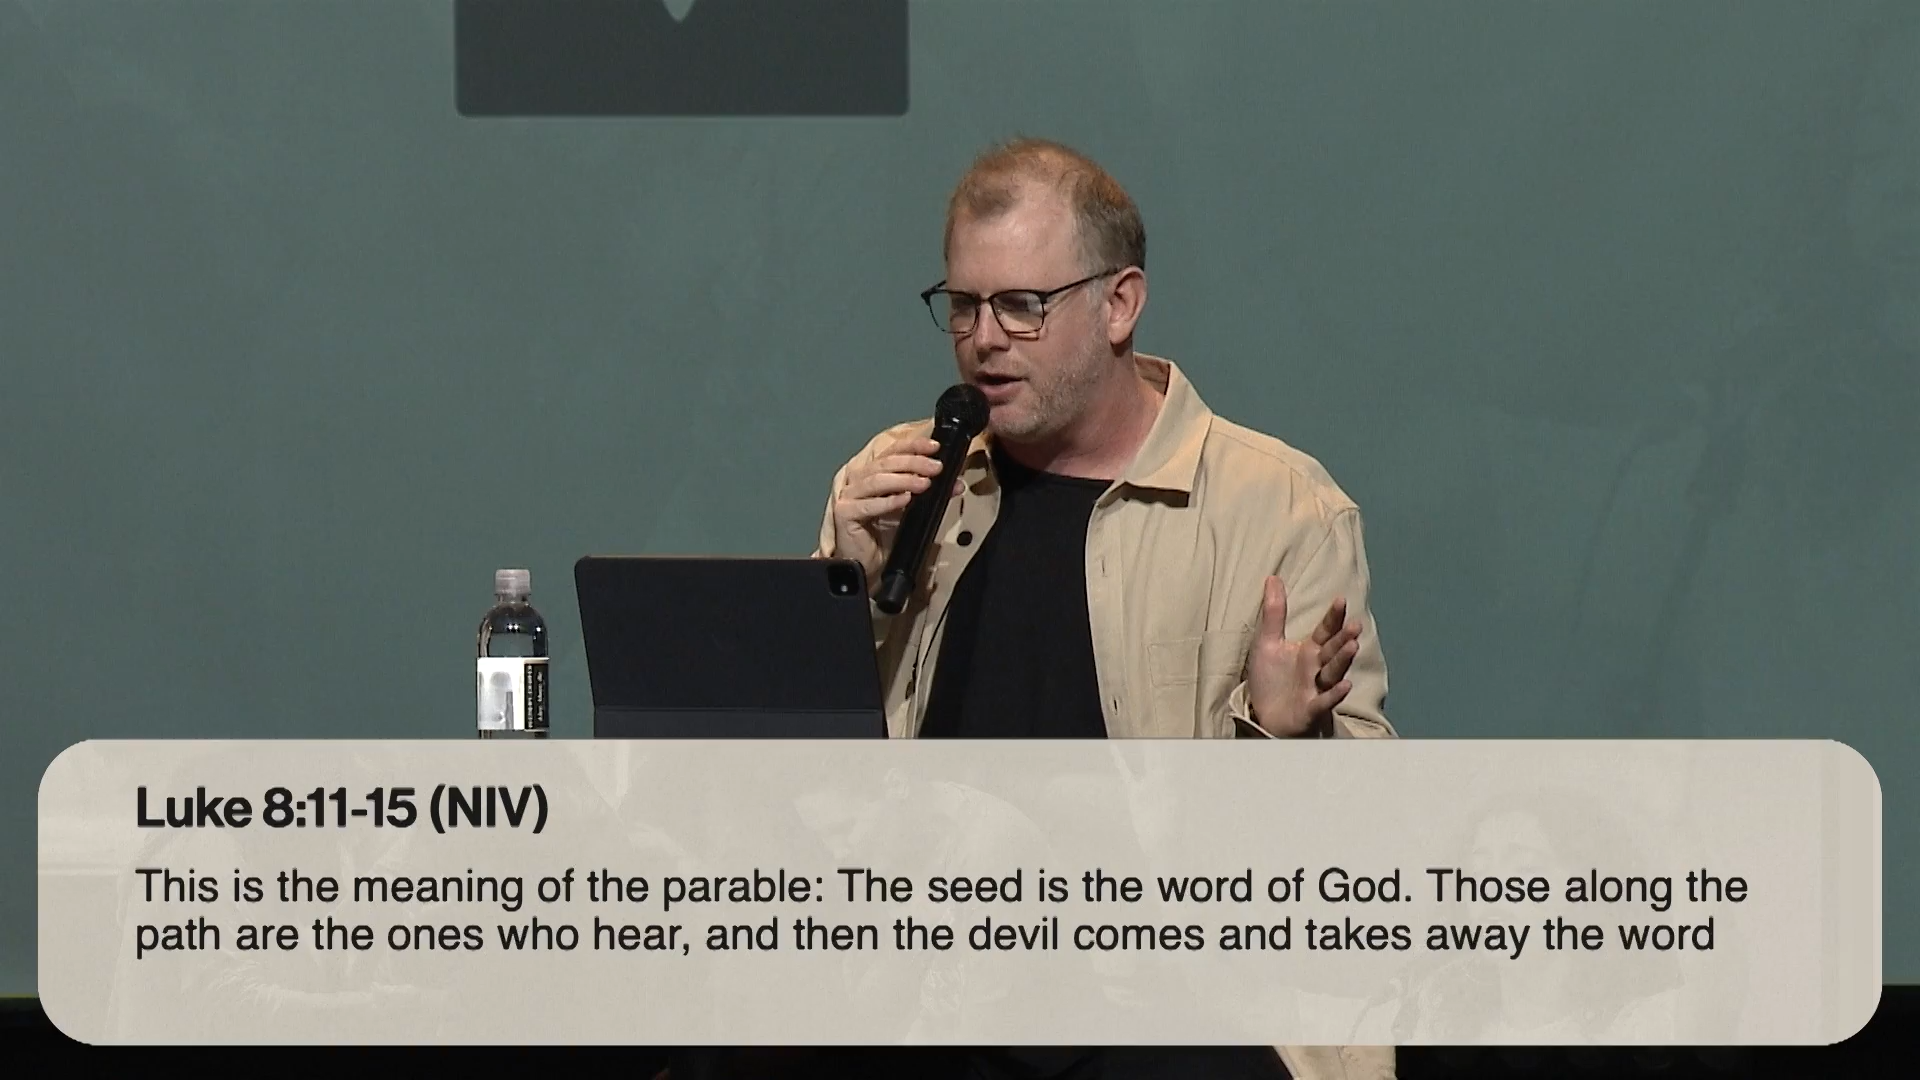 Luke 8:11-15 (NIV)
This is the meaning of the parable: The seed is the word of God. Those along the
path are the ones who hear, and then the devil comes and takes away the word